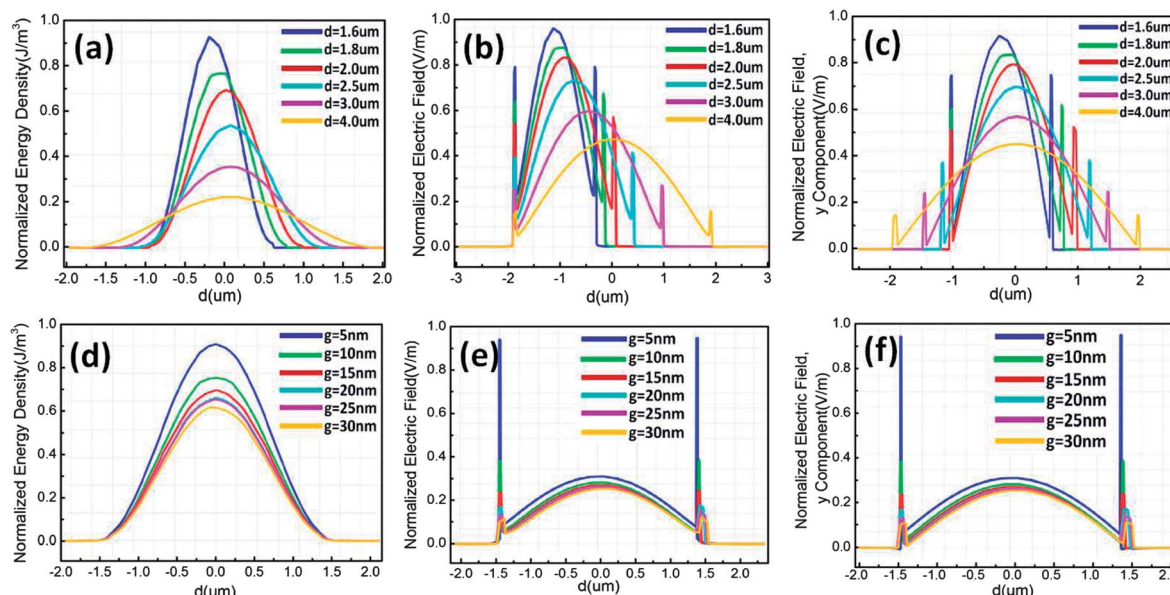 (a)
Normalized Energy Density(J/m³)
1.0
0.8
0.6
0.4
0.2
0.0
-2.0 -1.5 -1.0 -0.5 0.0 0.5 1.0 1.5 2.0
d(um)
d=1.6um
d=1.8um
d=2.0um
d=2.5um
d=3.0um
d=4.0um
(b)
Normalized Electric Field(V/m)
1.0
0.8
0.6
0.4
0.2
0.0
-3 -2 -1 0 1 2 3
d(um)
d=1.6um
d=1.8um
d=2.0um
d=2.5um
d=3.0um
d=4.0um
(c)
Normalized Electric Field,
y Component(V/m)
1.0
0.8
0.6
0.4
0.2
0.0
-2 -1 0 1 2
d(um)
d=1.6um
d=1.8um
d=2.0um
d=2.5um
d=3.0um
d=4.0um
(d)
Normalized Energy Density(J/m³)
1.0
0.8
0.6
0.4
0.2
0.0
-2.0 -1.5 -1.0 -0.5 0.0 0.5 1.0 1.5 2.0
d(um)
g=5nm
g=10nm
g=15nm
g=20nm
g=25nm
g=30nm
(e)
Normalized Electric Field(V/m)
1.0
0.8
0.6
0.4
0.2
0.0
-2.0 -1.5 -1.0 -0.5 0.0 0.5 1.0 1.5 2.0
d(um)
g=5nm
g=10nm
g=15nm
g=20nm
g=25nm
g=30nm
(f)
Normalized Electric Field,
y Component(V/m)
1.0
0.8
0.6
0.4
0.2
0.0
-2.0 -1.5 -1.0 -0.5 0.0 0.5 1.0 1.5 2.0
d(um)
g=5nm
g=10nm
g=15nm
g=20nm
g=25nm
g=30nm